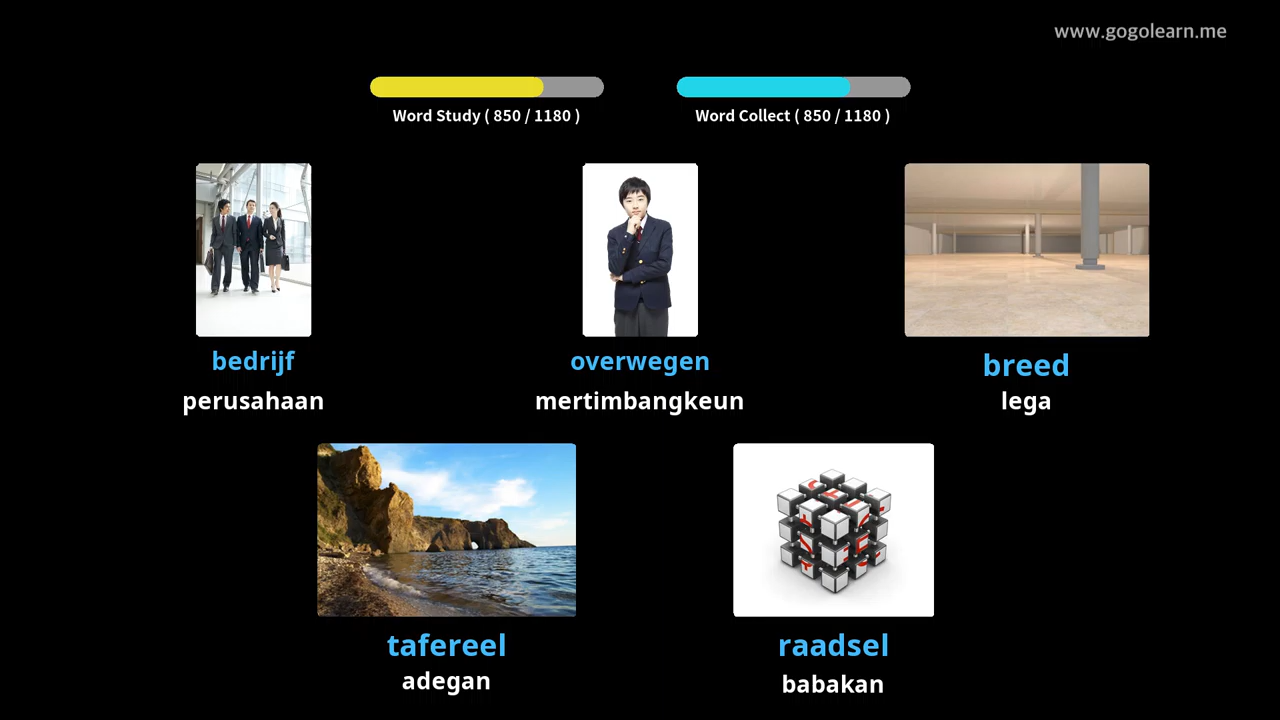 www.gogolearn.me
Word Study ( 850 / 1180 )
Word Collect ( 850 / 1180 )
bedrijf
perusahaan
overwegen
mertimbangkeun
breed
lega
tafereel
adegan
raadsel
babakan